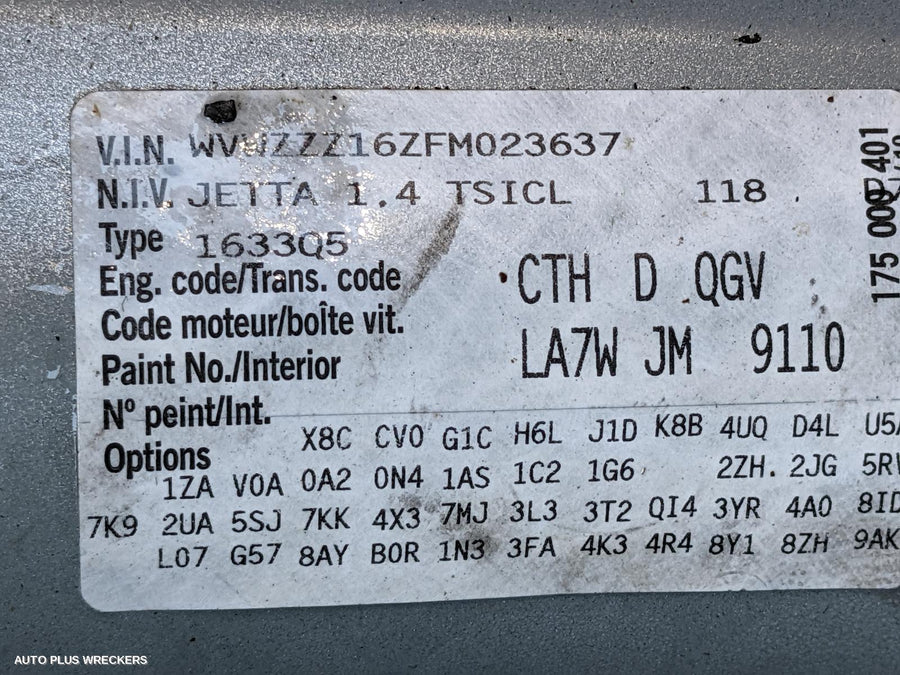 V.I.N. WVWZZZ16ZFM023637
N.I.V. JETTA 1.4 TSICL 118
Type 1633Q5
Eng. code/Trans. code CTH D QGV
Code moteur/boîte vit.
Paint No./Interior LA7W JM 9110
Nº peint/Int.
Options
X8C CV0 G1C H6L J1D K8B 4UQ D4L
1ZA V0A 0A2 0N4 1AS 1C2 1G6 2ZH 2JG
7K9 2UA 5SJ 7KK 4X3 7MJ 3L3 3T2 QI4 3YR 4A0
L07 G57 8AY B0R 1N3 3FA 4K3 4R4 8Y1 8ZH
175
AUTO PLUS WRECKERS